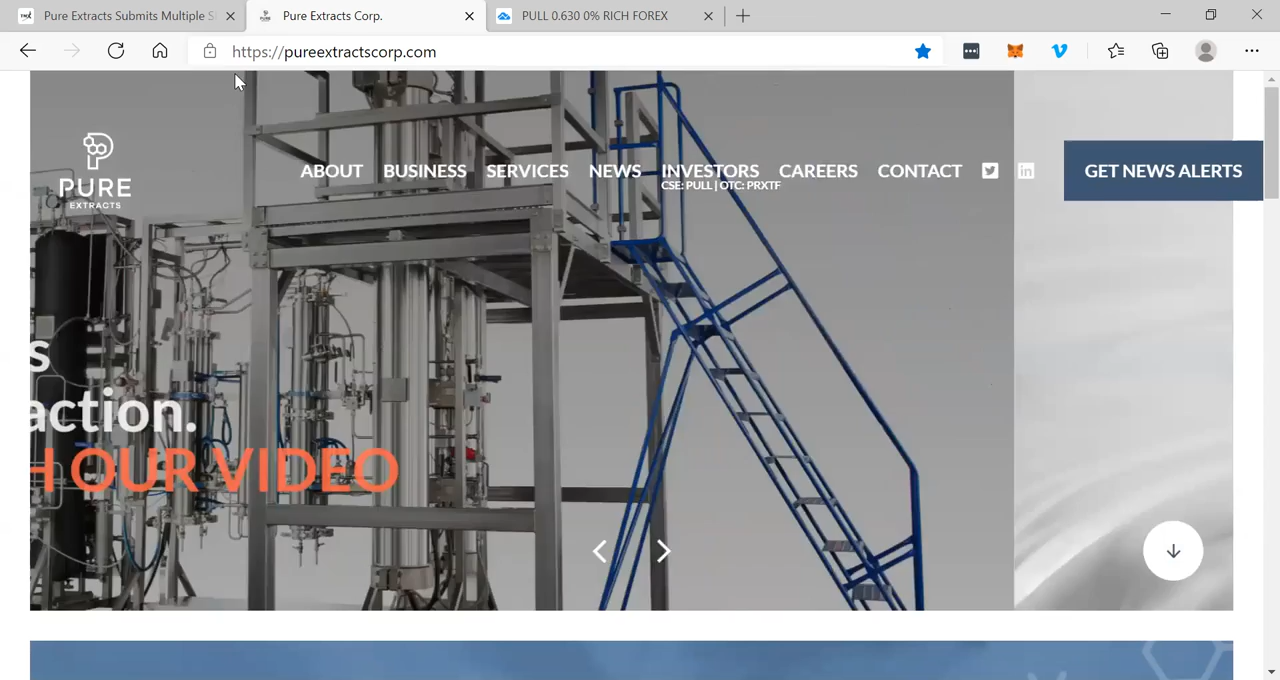 Pure Extracts Submits Multiple S
Pure Extracts Corp.
PULL 0.630 0% RICH FOREX
https://pureextractscorp.com
PURE
EXTRACTS
ABOUT BUSINESS SERVICES NEWS INVESTORS CAREERS CONTACT
CSE: PULL | OTC: PRXTF
in
GET NEWS ALERTS
s
action.
H OUR VIDEO